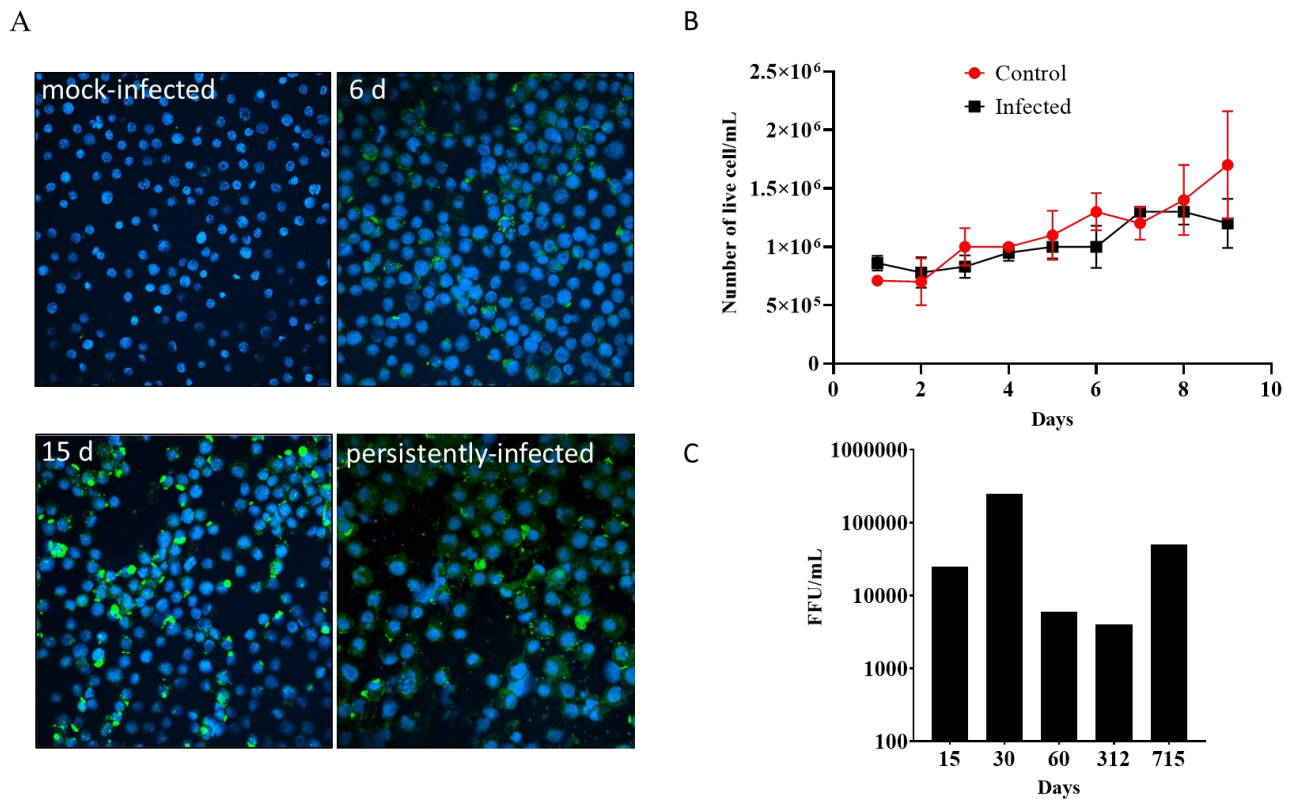 A
mock-infected
6 d
15 d
persistently-infected
B
Control
Infected
2.5×10⁶
2×10⁶
1.5×10⁶
1×10⁶
5×10⁵
0
Number of live cell/mL
0 2 4 6 8 10
Days
C
1000000
100000
10000
1000
100
FFU/mL
15 30 60 312 715
Days